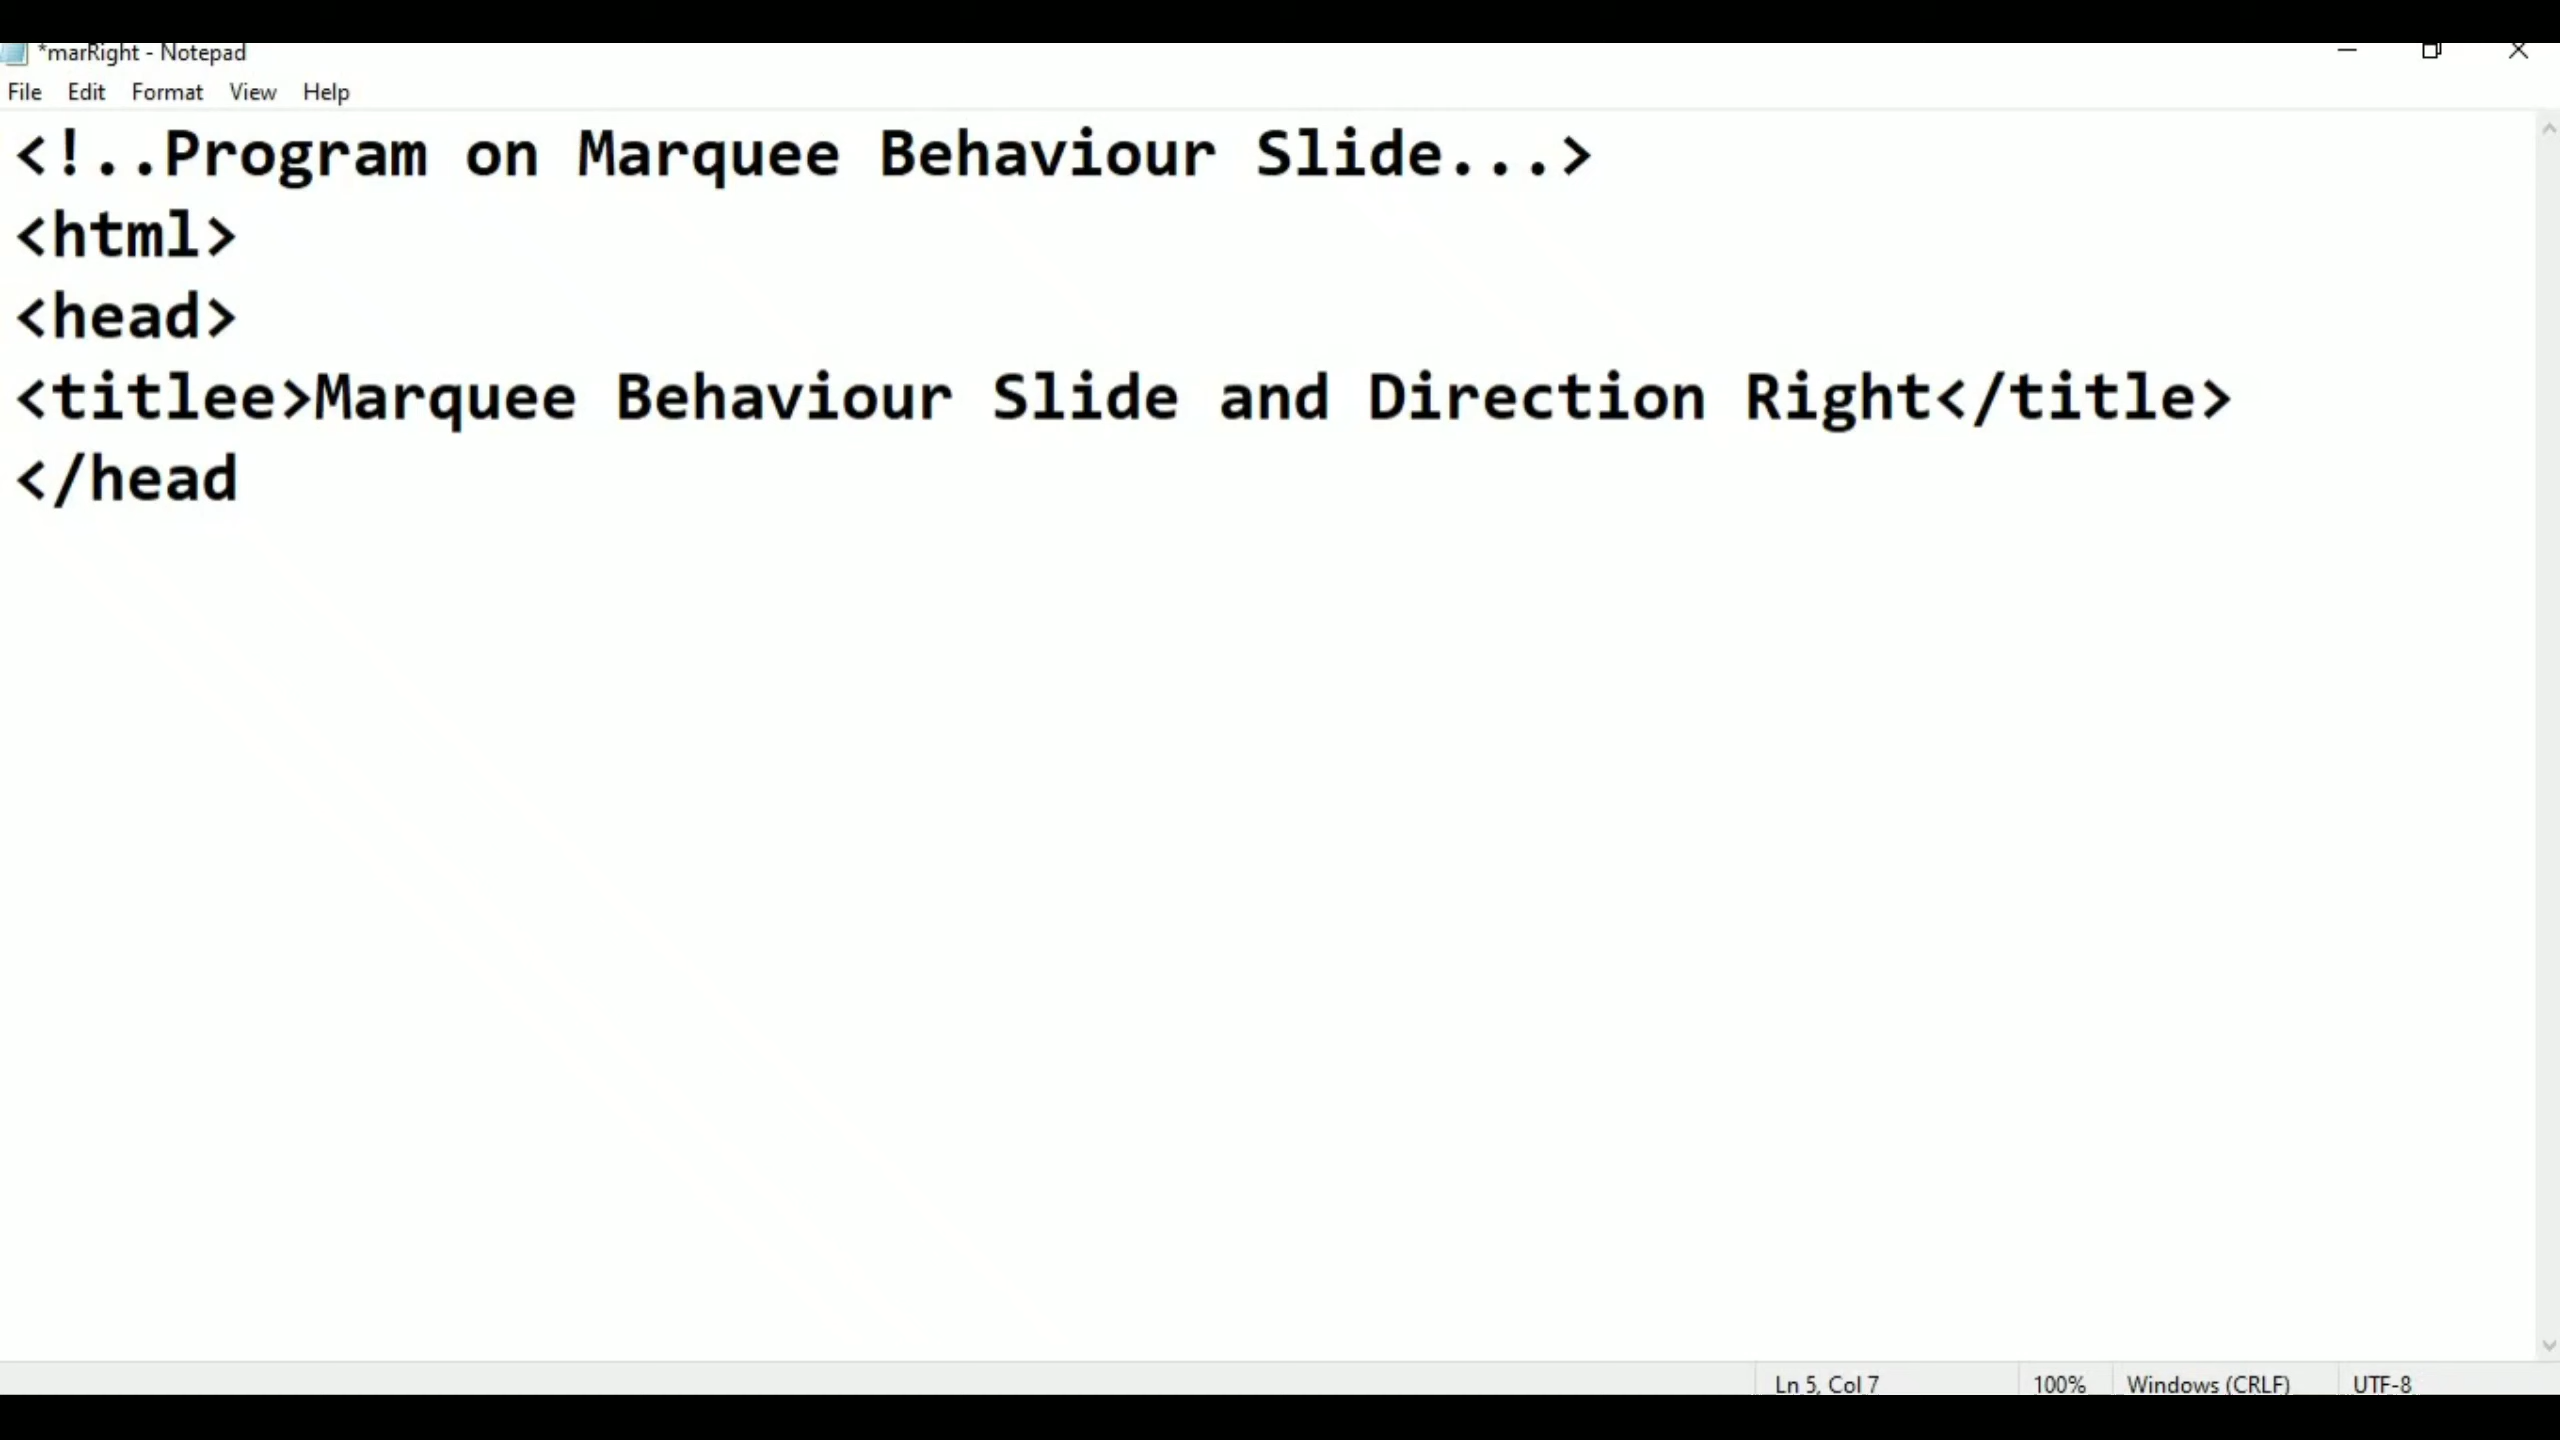 *marRight - Notepad
File Edit Format View Help
<!..Program on Marquee Behaviour Slide...>
<html>
<head>
<titlee>Marquee Behaviour Slide and Direction Right</title>
</head
Ln 5, Col 7 100% Windows (CRLF) UTF-8